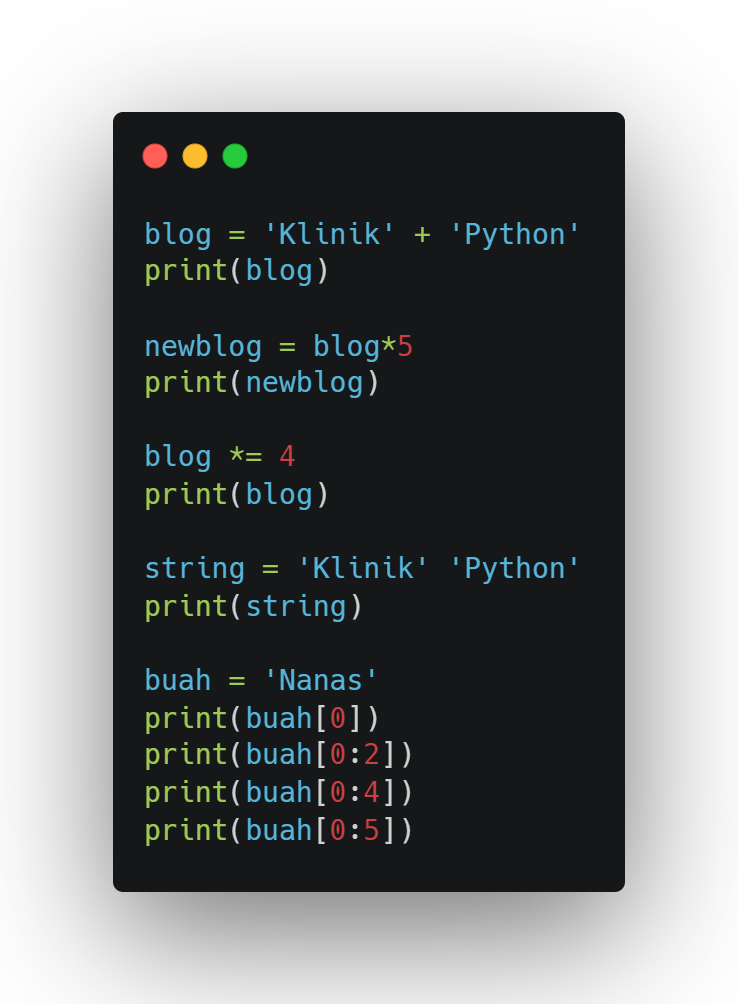 blog = 'Klinik' + 'Python'
print(blog)
newblog = blog*5
print(newblog)
blog *= 4
print(blog)
string = 'Klinik' 'Python'
print(string)
buah = 'Nanas'
print(buah[0])
print(buah[0:2])
print(buah[0:4])
print(buah[0:5])